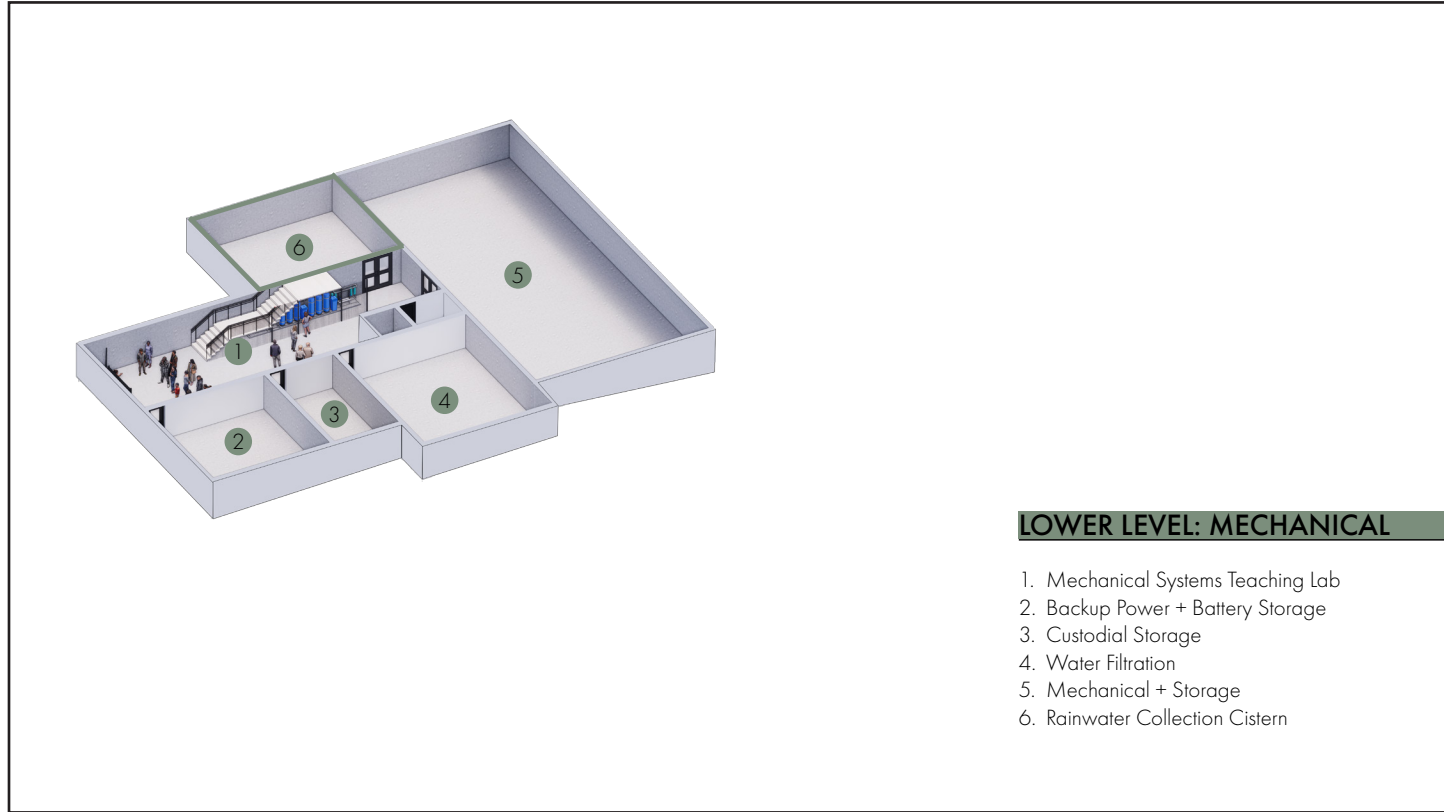 6
5
1
4
3
2
LOWER LEVEL: MECHANICAL
1. Mechanical Systems Teaching Lab
2. Backup Power + Battery Storage
3. Custodial Storage
4. Water Filtration
5. Mechanical + Storage
6. Rainwater Collection Cistern